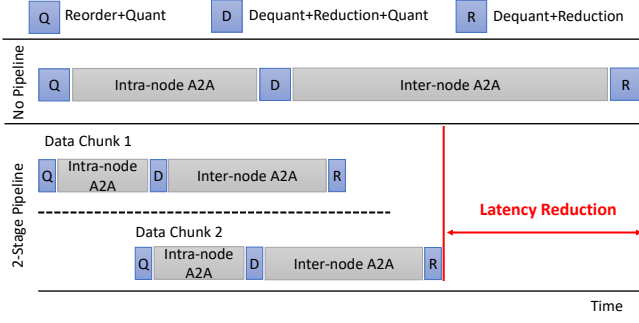 Q Reorder+Quant D Dequant+Reduction+Quant R Dequant+Reduction
No Pipeline
Q Intra-node A2A D Inter-node A2A R
2-Stage Pipeline
Data Chunk 1
Q Intra-node A2A D Inter-node A2A R
Latency Reduction
Data Chunk 2
Q Intra-node A2A D Inter-node A2A R
Time